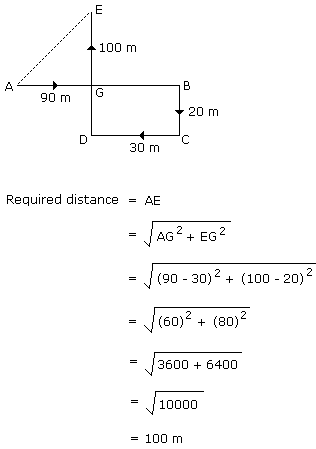 E
100 m
A
90 m
G
B
20 m
D
30 m
C
Required distance = AE
= √AG² + EG²
= √(90 - 30)² + (100 - 20)²
= √(60)² + (80)²
= √3600 + 6400
= √10000
= 100 m